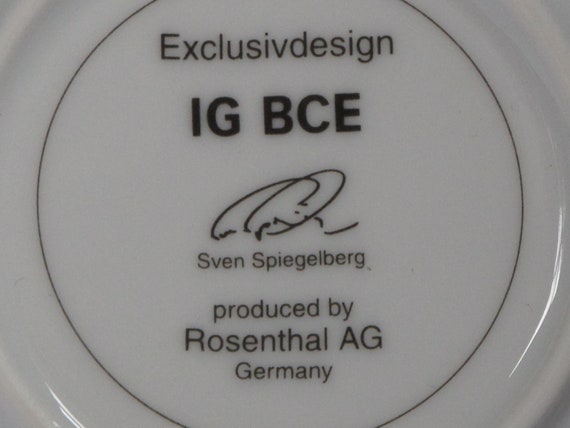 Exclusivdesign
IG BCE
Sven Spiegelberg
produced by
Rosenthal AG
Germany